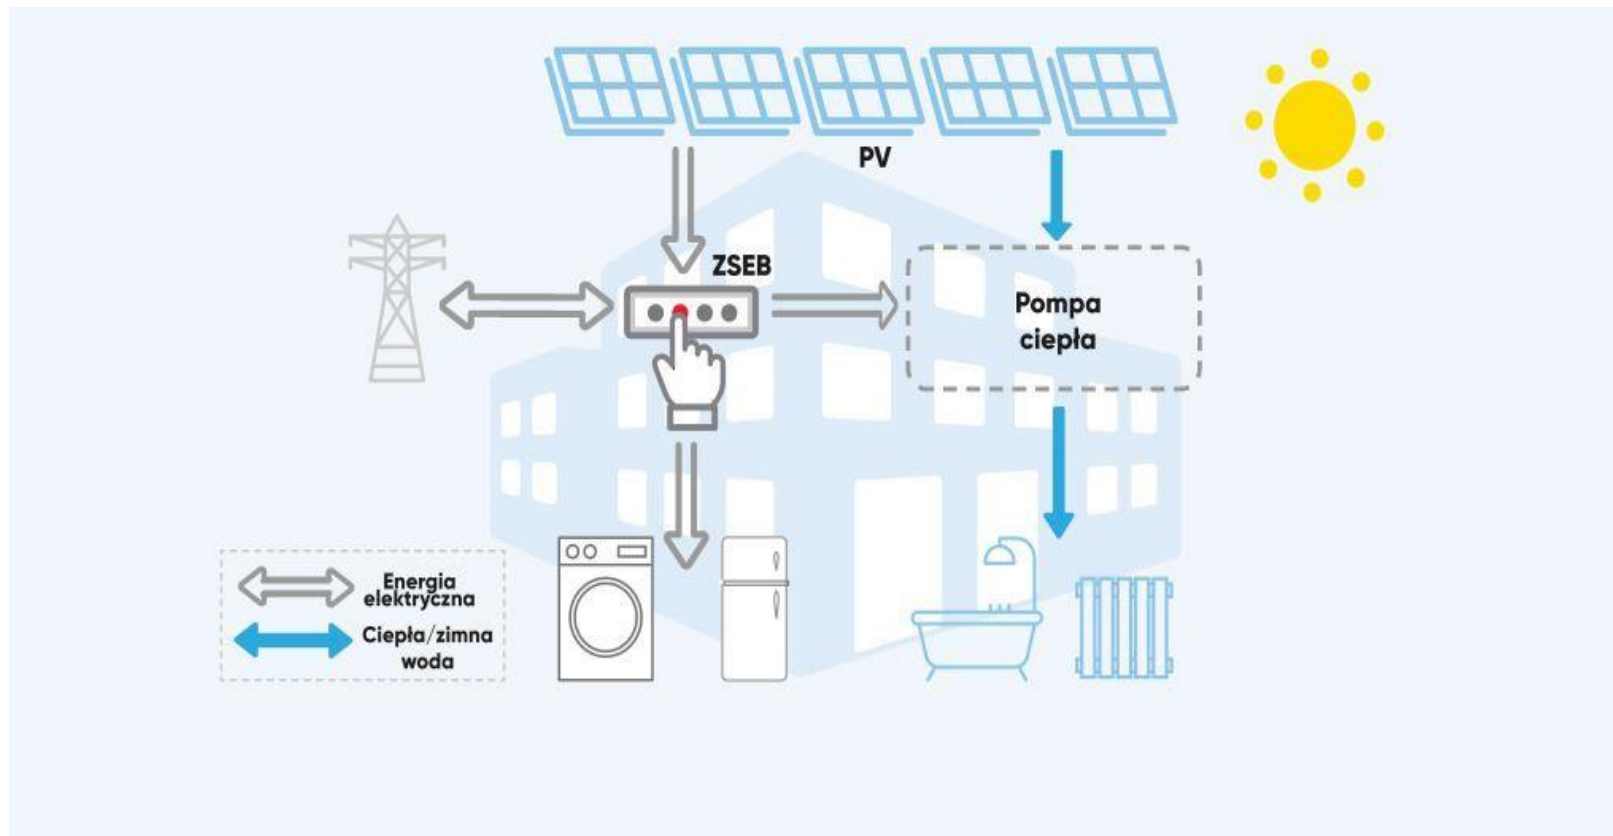 PV
ZSEB
Pompa
ciepła
Energia
elektryczna
Ciepła/zimna
woda